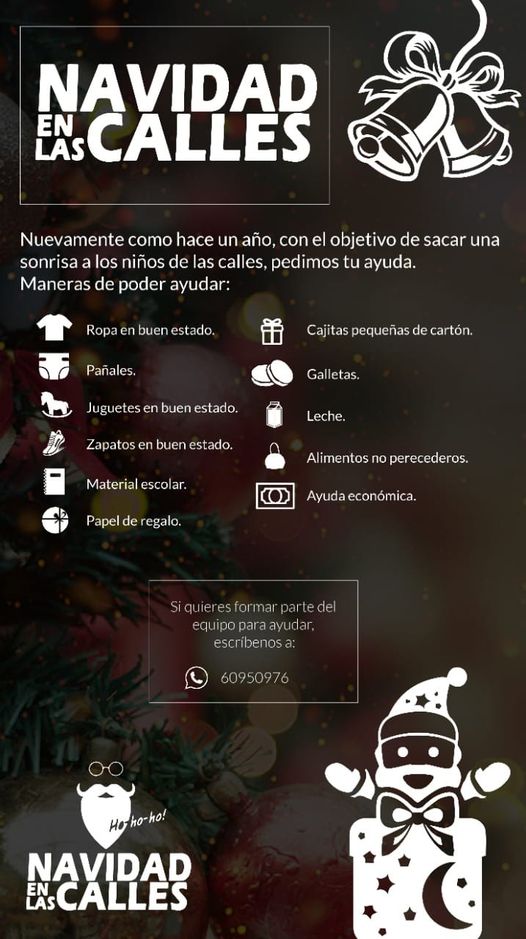 NAVIDAD
EN
LAS CALLES
Nuevamente como hace un año, con el objetivo de sacar una
sonrisa a los niños de las calles, pedimos tu ayuda.
Maneras de poder ayudar:
Ropa en buen estado.
Pañales.
Juguetes en buen estado.
Zapatos en buen estado.
Material escolar.
Papel de regalo.
Cajitas pequeñas de cartón.
Galletas.
Leche.
Alimentos no perecederos.
Ayuda económica.
Si quieres formar parte del
equipo para ayudar,
escríbenos a:
60950976
Ho-ho-ho!
NAVIDAD
EN
LAS CALLES